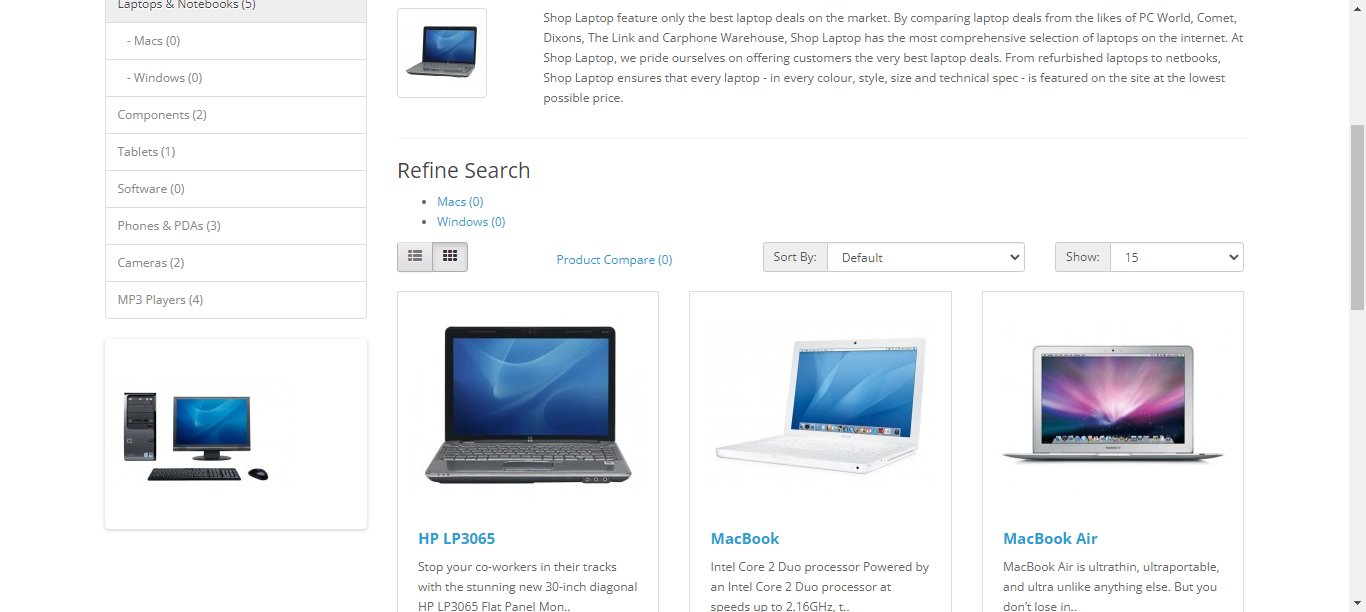 Laptops & Notebooks (5)
- Macs (0)
- Windows (0)
Components (2)
Tablets (1)
Software (0)
Phones & PDAs (3)
Cameras (2)
MP3 Players (4)
Shop Laptop feature only the best laptop deals on the market. By comparing laptop deals from the likes of PC World, Comet,
Dixons, The Link and Carphone Warehouse, Shop Laptop has the most comprehensive selection of laptops on the internet. At
Shop Laptop, we pride ourselves on offering customers the very best laptop deals. From refurbished laptops to netbooks,
Shop Laptop ensures that every laptop - in every colour, style, size and technical spec - is featured on the site at the lowest
possible price.
Refine Search
Macs (0)
Windows (0)
Product Compare (0)
Sort By:
Default
Show:
15
HP LP3065
Stop your co-workers in their tracks
with the stunning new 30-inch diagonal
HP LP3065 Flat Panel Mon..
MacBook
Intel Core 2 Duo processor Powered by
an Intel Core 2 Duo processor at
speeds up to 2.16GHz, t..
MacBook Air
MacBook Air is ultrathin, ultraportable,
and ultra unlike anything else. But you
don’t lose in..